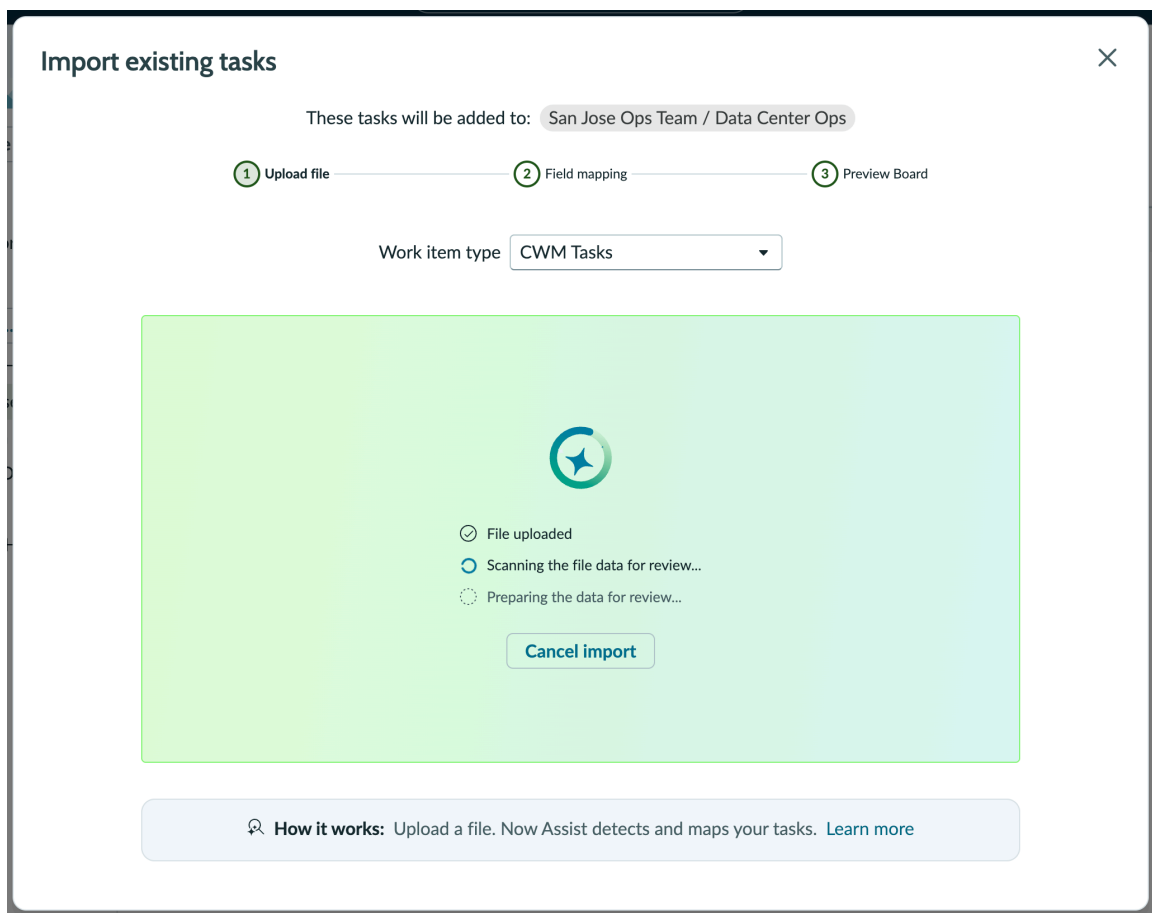 Import existing tasks
These tasks will be added to: San Jose Ops Team / Data Center Ops
1 Upload file 2 Field mapping 3 Preview Board
Work item type CWM Tasks
File uploaded
Scanning the file data for review...
Preparing the data for review...
Cancel import
How it works: Upload a file. Now Assist detects and maps your tasks. Learn more